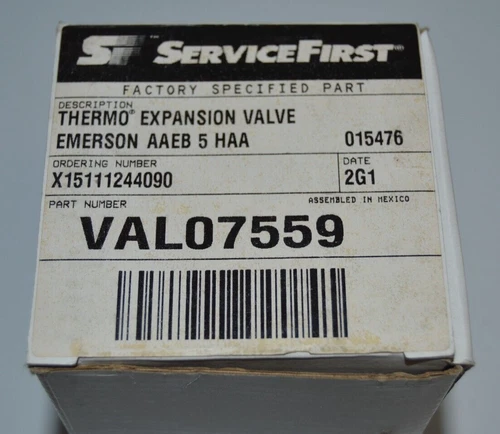 SF™ SERVICEFIRST®
FACTORY SPECIFIED PART
DESCRIPTION
THERMO® EXPANSION VALVE
EMERSON AAEB 5 HAA 015476
ORDERING NUMBER DATE
X15111244090 2G1
PART NUMBER ASSEMBLED IN MEXICO
VAL07559